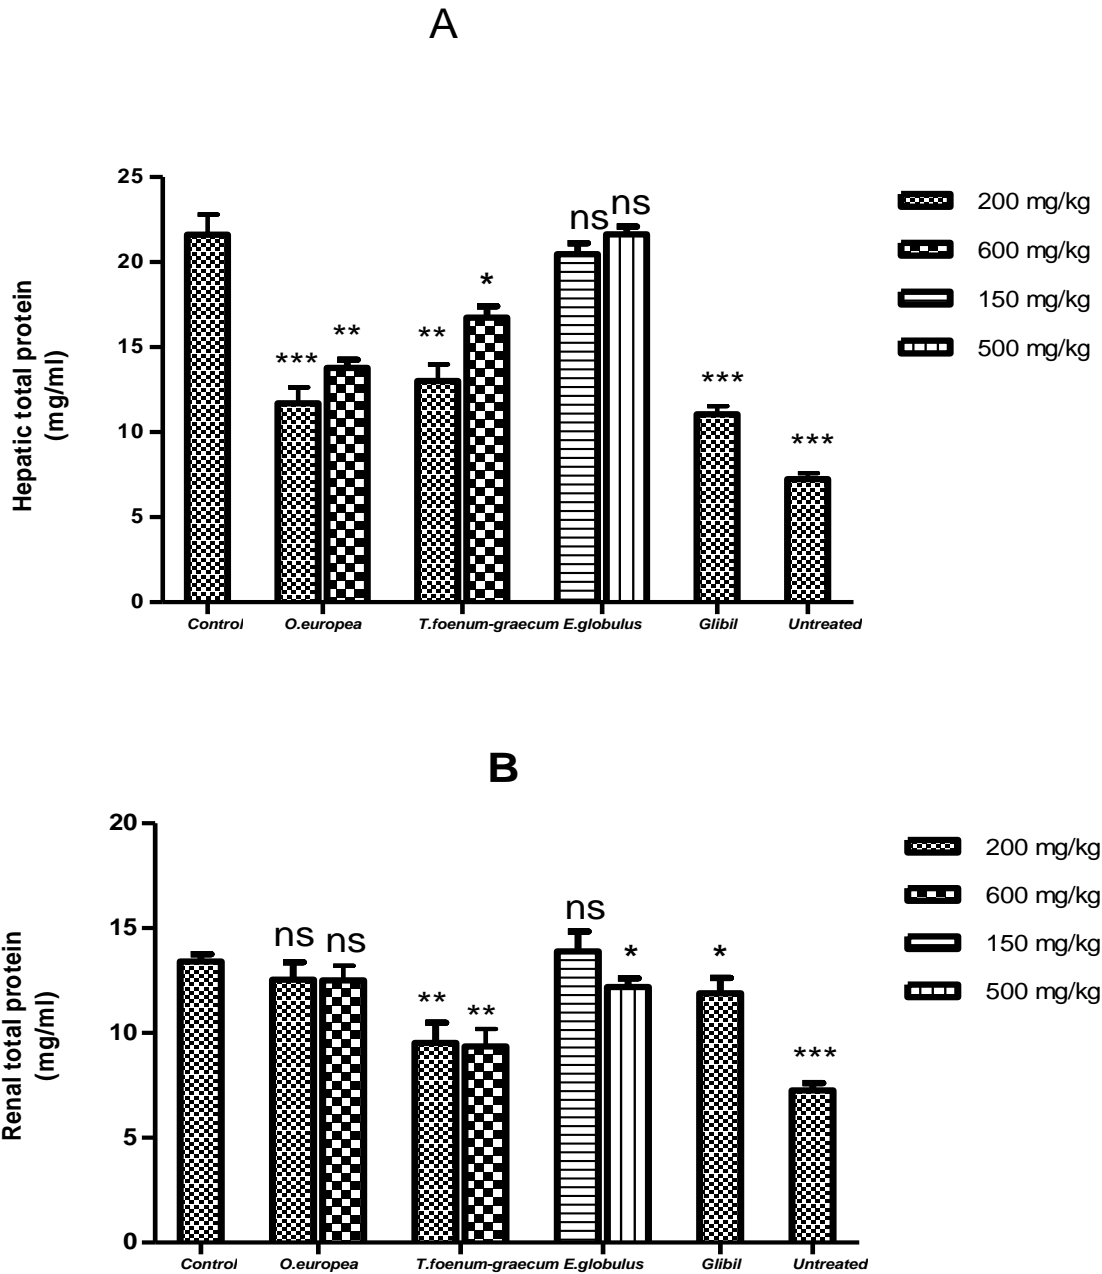 A
25
20
15
10
5
0
Hepatic total protein
(mg/ml)
***
**
**
*
ns
ns
***
***
Control
O.europea
T.foenum-graecum
E.globulus
Glibil
Untreated
200 mg/kg
600 mg/kg
150 mg/kg
500 mg/kg
B
20
15
10
5
0
Renal total protein
(mg/ml)
ns
ns
**
**
ns
*
*
***
Control
O.europea
T.foenum-graecum
E.globulus
Glibil
Untreated
200 mg/kg
600 mg/kg
150 mg/kg
500 mg/kg